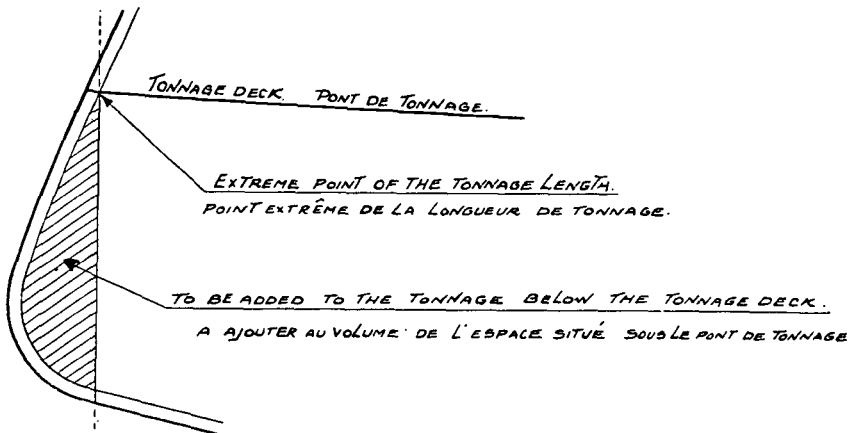 TONNAGE DECK. PONT DE TONNAGE.
EXTREME POINT OF THE TONNAGE LENGTH.
POINT EXTRÊME DE LA LONGUEUR DE TONNAGE.
TO BE ADDED TO THE TONNAGE BELOW THE TONNAGE DECK.
A AJOUTER AU VOLUME DE L'ESPACE SITUÉ SOUS LE PONT DE TONNAGE